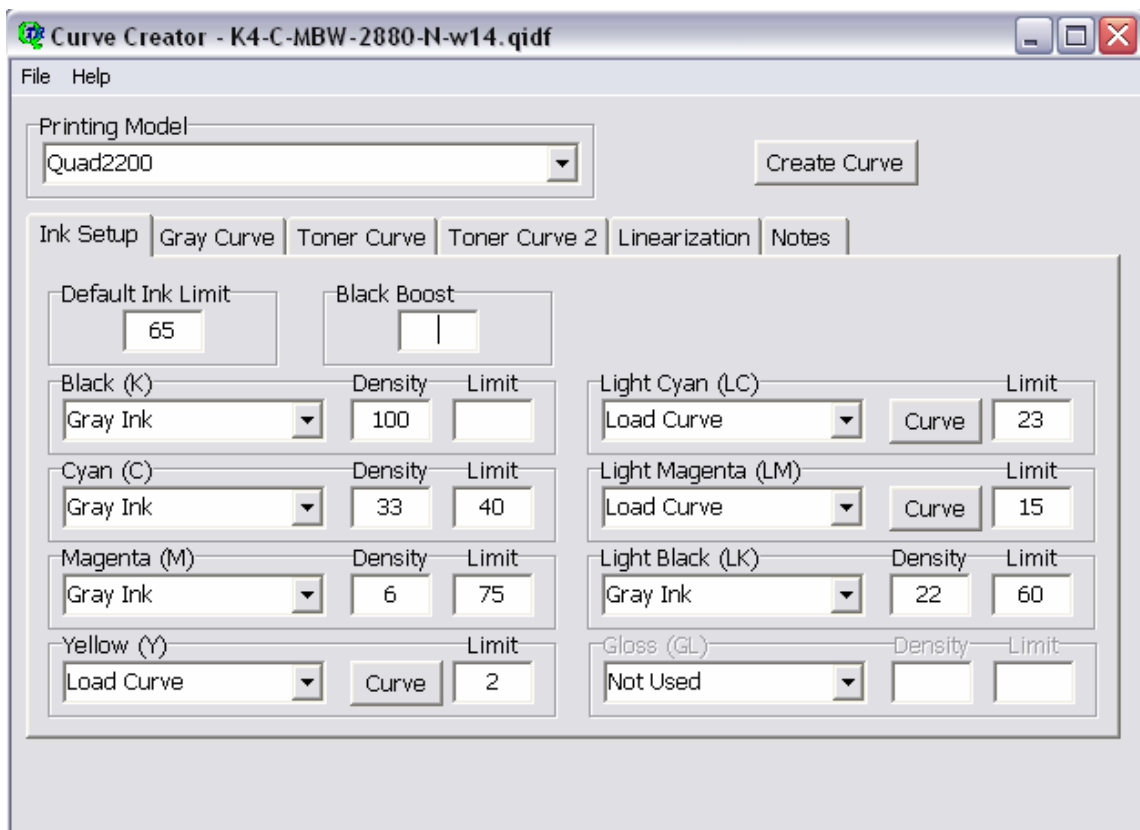 Curve Creator - K4-C-MBW-2880-N-w14.qidf
File Help
Printing Model
Quad2200
Create Curve
Ink Setup Gray Curve Toner Curve Toner Curve 2 Linearization Notes
Default Ink Limit Black Boost
65
Black (K) Density Limit
Gray Ink 100
Light Cyan (LC) Limit
Load Curve Curve 23
Cyan (C) Density Limit
Gray Ink 33 40
Light Magenta (LM) Limit
Load Curve Curve 15
Magenta (M) Density Limit
Gray Ink 6 75
Light Black (LK) Density Limit
Gray Ink 22 60
Yellow (Y) Limit
Load Curve Curve 2
Gloss (GL) Density Limit
Not Used